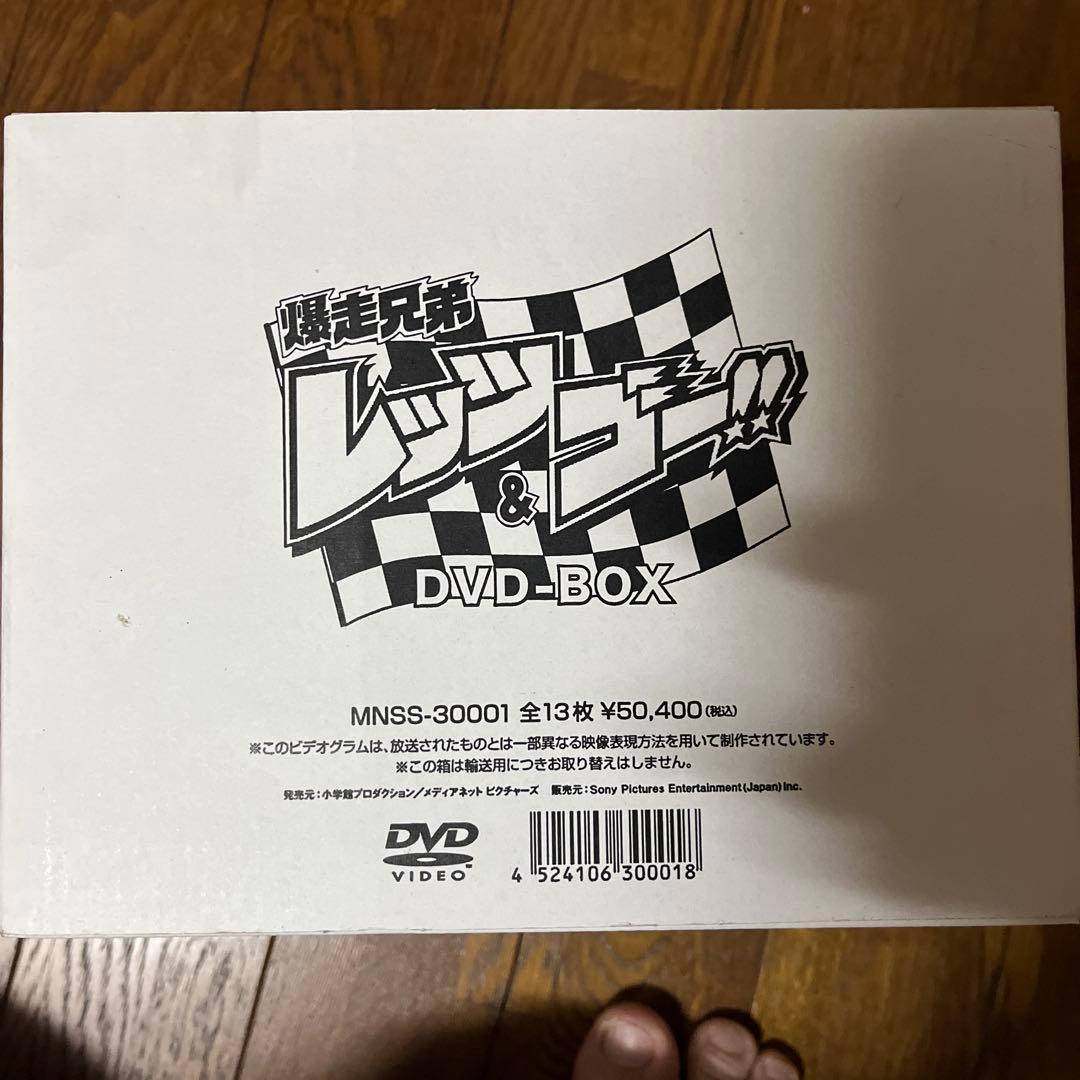 爆走兄弟
レッツ
&
ゴー!!
DVD-BOX
MNSS-30001 全13枚 ¥50,400(税込)
※このビデオグラムは、放送されたものとは一部異なる映像表現方法を用いて制作されています。
※この箱は輸送用につきお取り替えはしません。
発売元:小学館プロダクション/メディアネット ピクチャーズ 販売元:Sony Pictures Entertainment(Japan)Inc.
DVD
VIDEO™
4 524106 300018